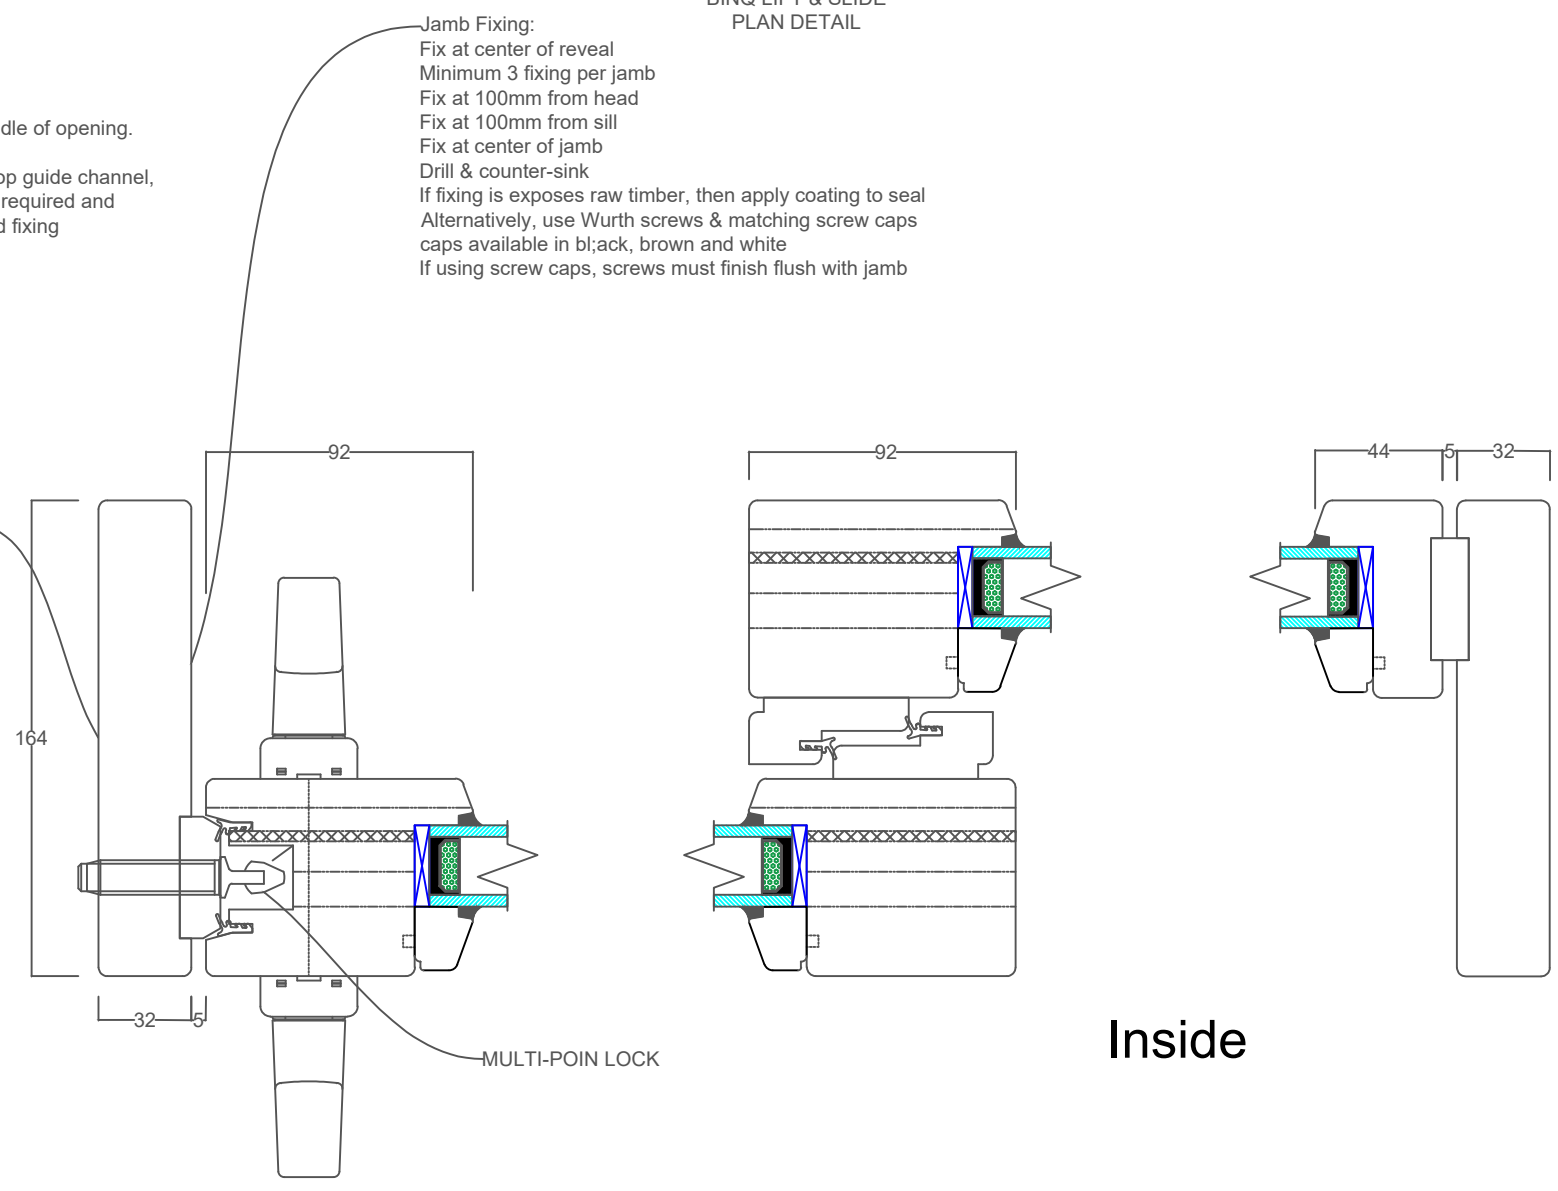 PLAN DETAIL
Jamb Fixing:
Fix at center of reveal
Minimum 3 fixing per jamb
Fix at 100mm from head
Fix at 100mm from sill
Fix at center of jamb
Drill & counter-sink
If fixing is exposes raw timber, then apply coating to seal
Alternatively, use Wurth screws & matching screw caps
caps available in bl;ack, brown and white
If using screw caps, screws must finish flush with jamb
dle of opening.
op guide channel,
required and
d fixing
92
92
44
5
32
164
32
5
MULTI-POIN LOCK
Inside